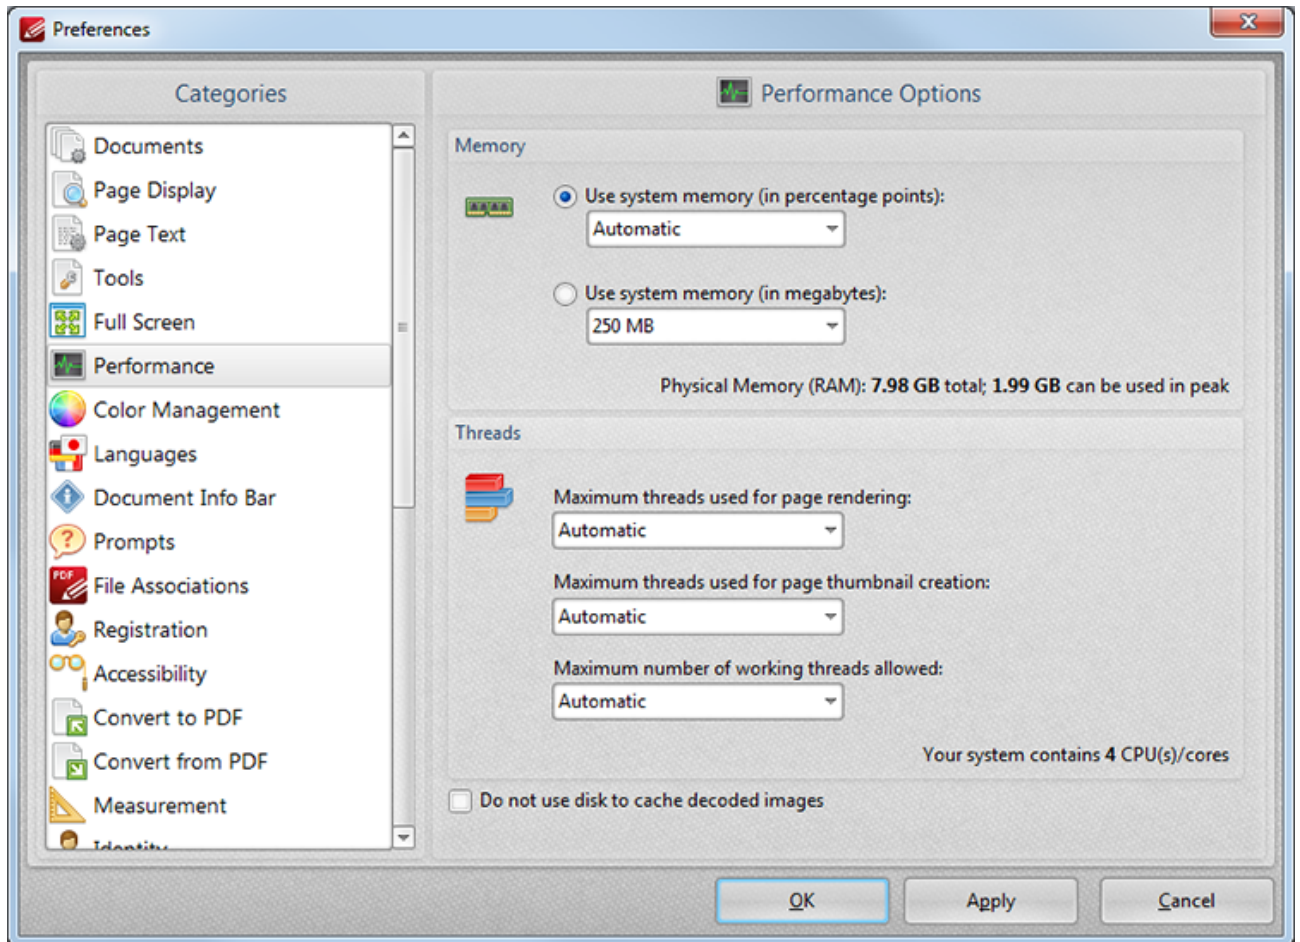 Preferences
Categories
Documents
Page Display
Page Text
Tools
Full Screen
Performance
Color Management
Languages
Document Info Bar
Prompts
PDF
File Associations
Registration
Accessibility
Convert to PDF
Convert from PDF
Measurement
Identity
Performance Options
Memory
Use system memory (in percentage points):
Automatic
Use system memory (in megabytes):
250 MB
Physical Memory (RAM): 7.98 GB total; 1.99 GB can be used in peak
Threads
Maximum threads used for page rendering:
Automatic
Maximum threads used for page thumbnail creation:
Automatic
Maximum number of working threads allowed:
Automatic
Your system contains 4 CPU(s)/cores
Do not use disk to cache decoded images
OK
Apply
Cancel